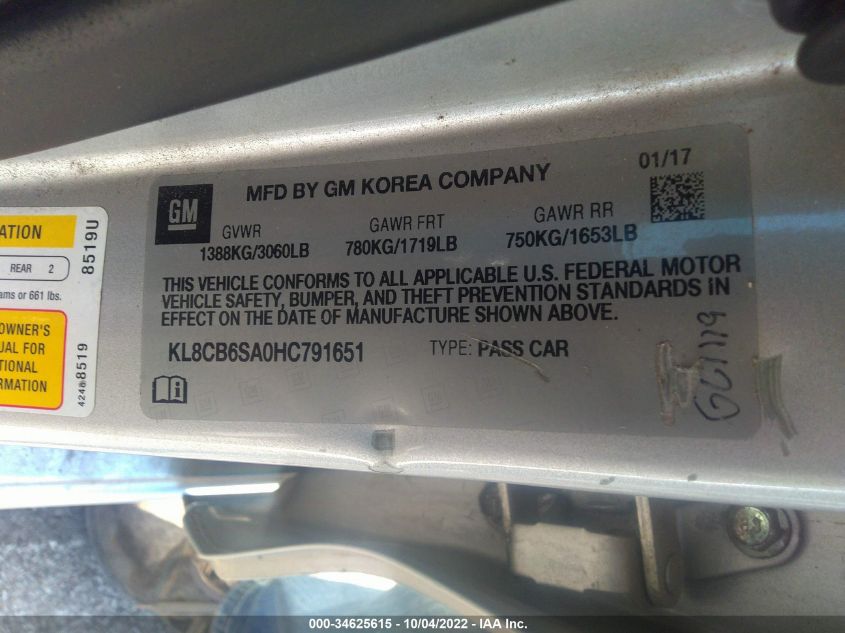 MFD BY GM KOREA COMPANY
01/17
GM
GVWR
1388KG/3060LB
GAWR FRT
780KG/1719LB
GAWR RR
750KG/1653LB
THIS VEHICLE CONFORMS TO ALL APPLICABLE U.S. FEDERAL MOTOR
VEHICLE SAFETY, BUMPER, AND THEFT PREVENTION STANDARDS IN
EFFECT ON THE DATE OF MANUFACTURE SHOWN ABOVE.
KL8CB6SA0HC791651
TYPE: PASS CAR
ATION
REAR 2
ams or 661 lbs.
OWNER'S
UAL FOR
TIONAL
RMATION
8519U
42468519
000-34625615 - 10/04/2022 - IAA Inc.